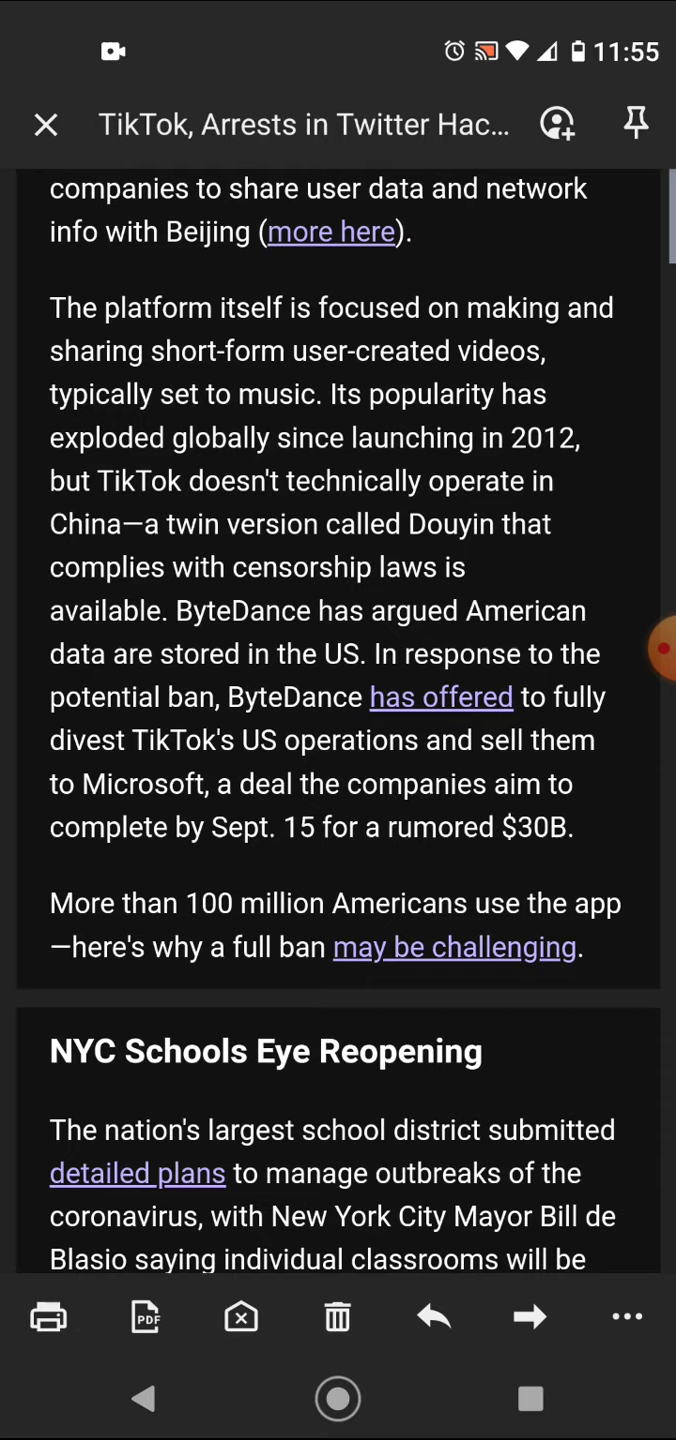 11:55
TikTok, Arrests in Twitter Hac...
companies to share user data and network
info with Beijing (more here).
The platform itself is focused on making and
sharing short-form user-created videos,
typically set to music. Its popularity has
exploded globally since launching in 2012,
but TikTok doesn't technically operate in
China—a twin version called Douyin that
complies with censorship laws is
available. ByteDance has argued American
data are stored in the US. In response to the
potential ban, ByteDance has offered to fully
divest TikTok's US operations and sell them
to Microsoft, a deal the companies aim to
complete by Sept. 15 for a rumored $30B.
More than 100 million Americans use the app
—here's why a full ban may be challenging.
NYC Schools Eye Reopening
The nation's largest school district submitted
detailed plans to manage outbreaks of the
coronavirus, with New York City Mayor Bill de
Blasio saying individual classrooms will be
PDF